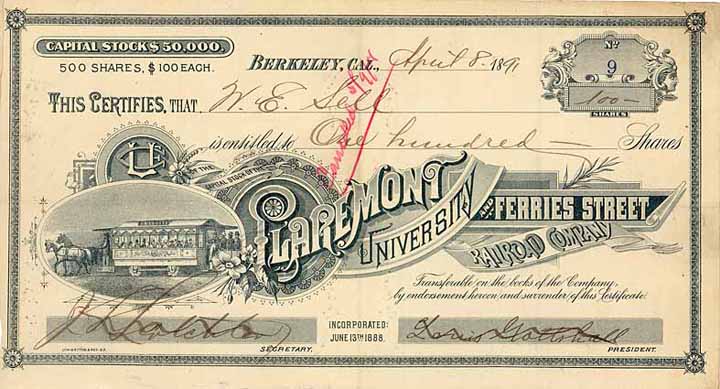 CAPITAL STOCK $50,000.
500 SHARES, $100 EACH.
BERKELEY, CAL., April 8, 1891
No 9
100
SHARES
THIS CERTIFIES, THAT W. E. Sell
is entitled to One hundred Shares
OF THE CAPITAL STOCK OF THE
CLAREMONT
UNIVERSITY
AND FERRIES STREET
RAILROAD COMPANY
Transferable on the books of the Company,
by endorsement hereon and surrender of this Certificate.
SECRETARY.
INCORPORATED:
JUNE 13TH 1888.
PRESIDENT.